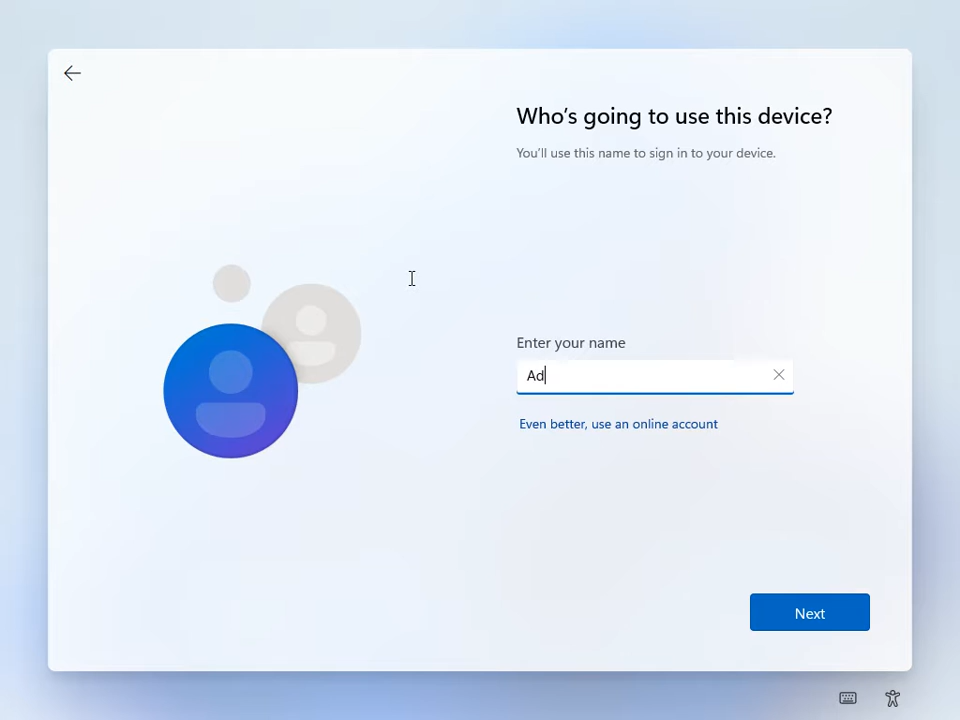 Who's going to use this device?
You'll use this name to sign in to your device.
Enter your name
Ad
Even better, use an online account
Next